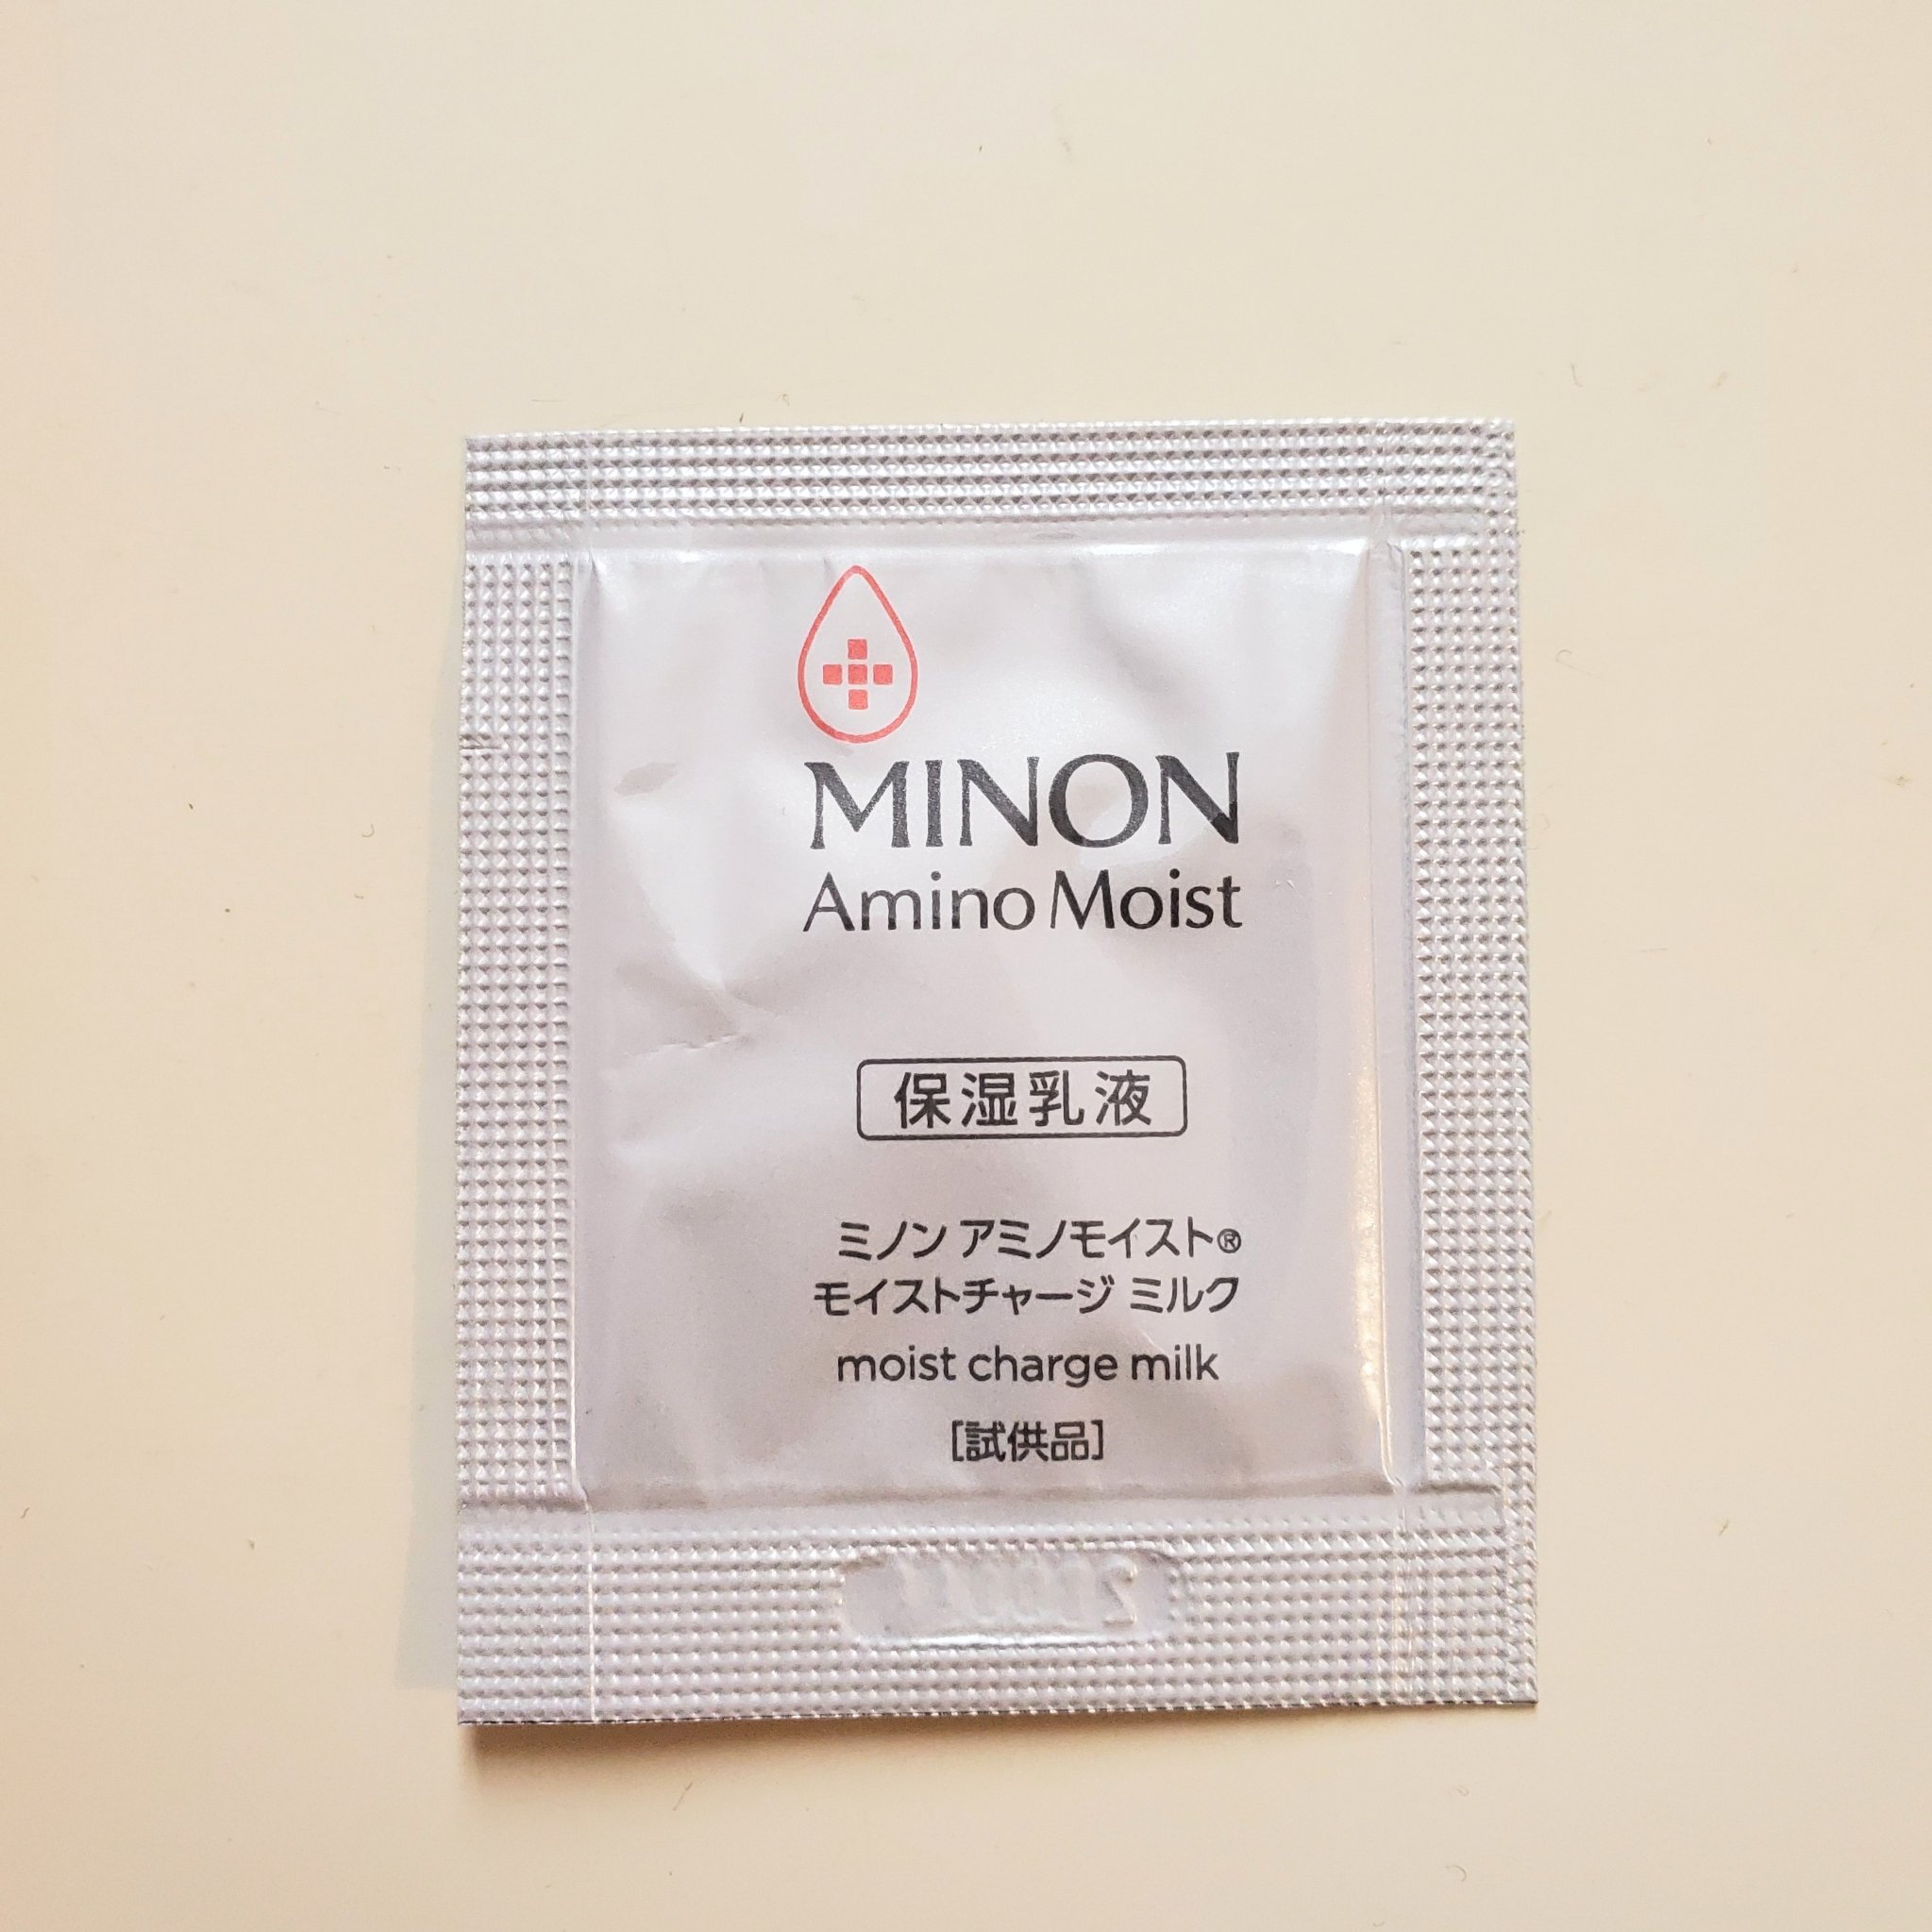 MINON
Amino Moist
保湿乳液
ミノン アミノモイスト®
モイストチャージ ミルク
moist charge milk
[試供品]